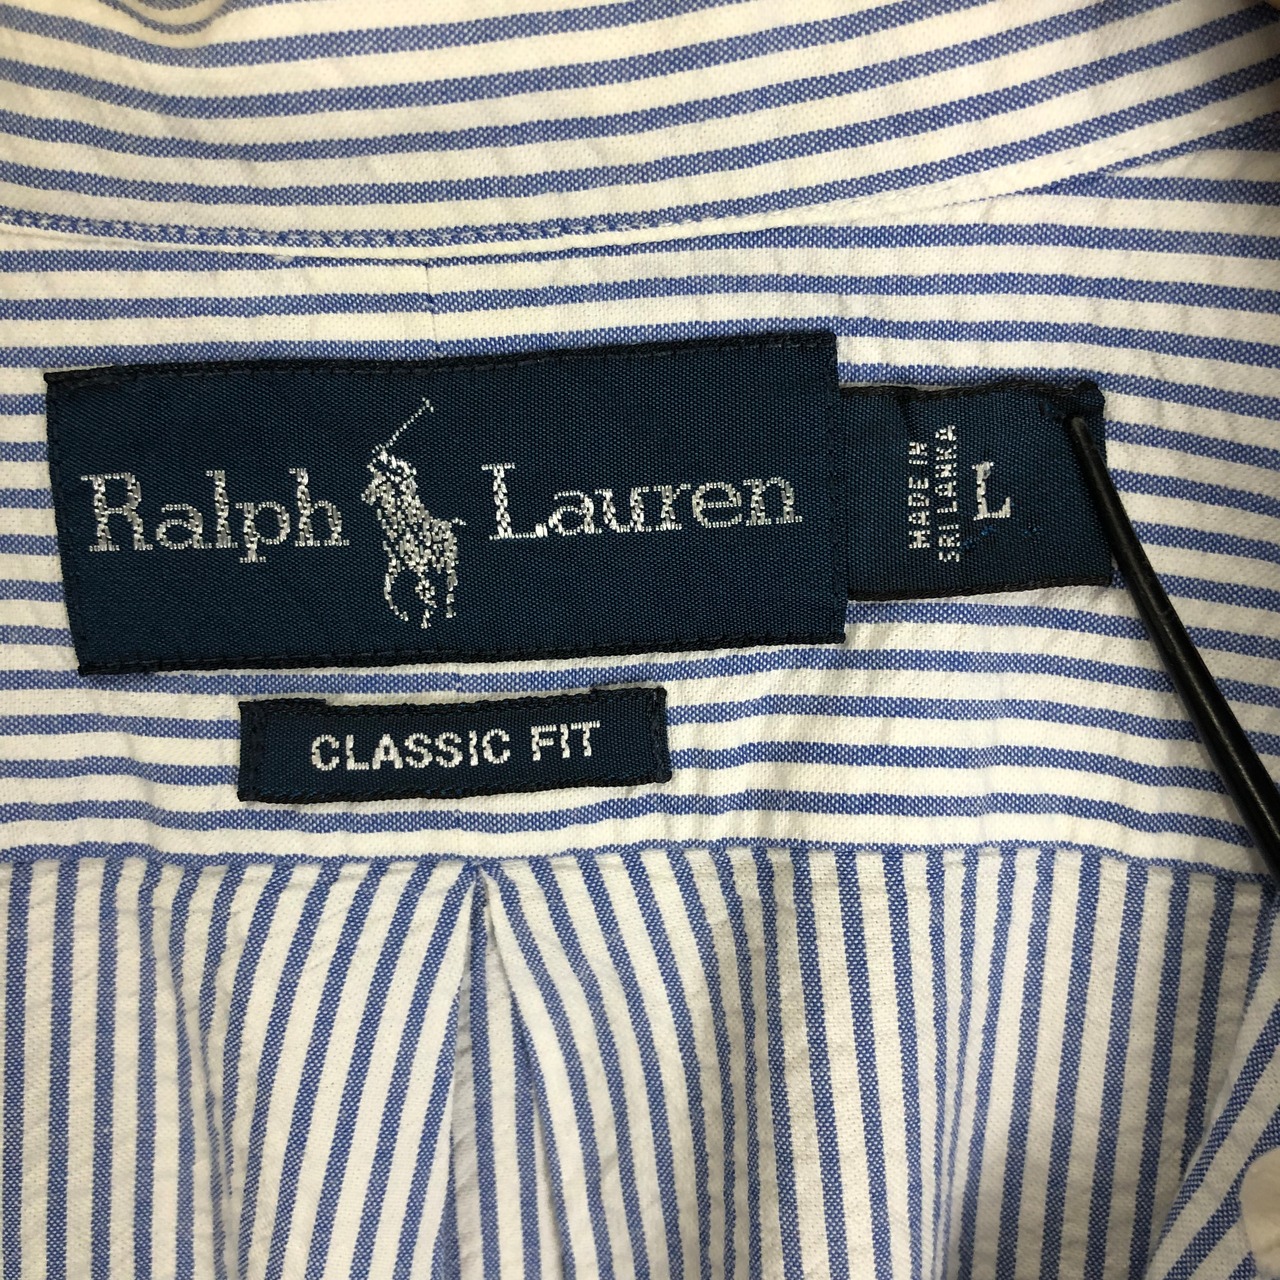 Ralph Lauren
MADE IN
SRI LANKA
L
CLASSIC FIT